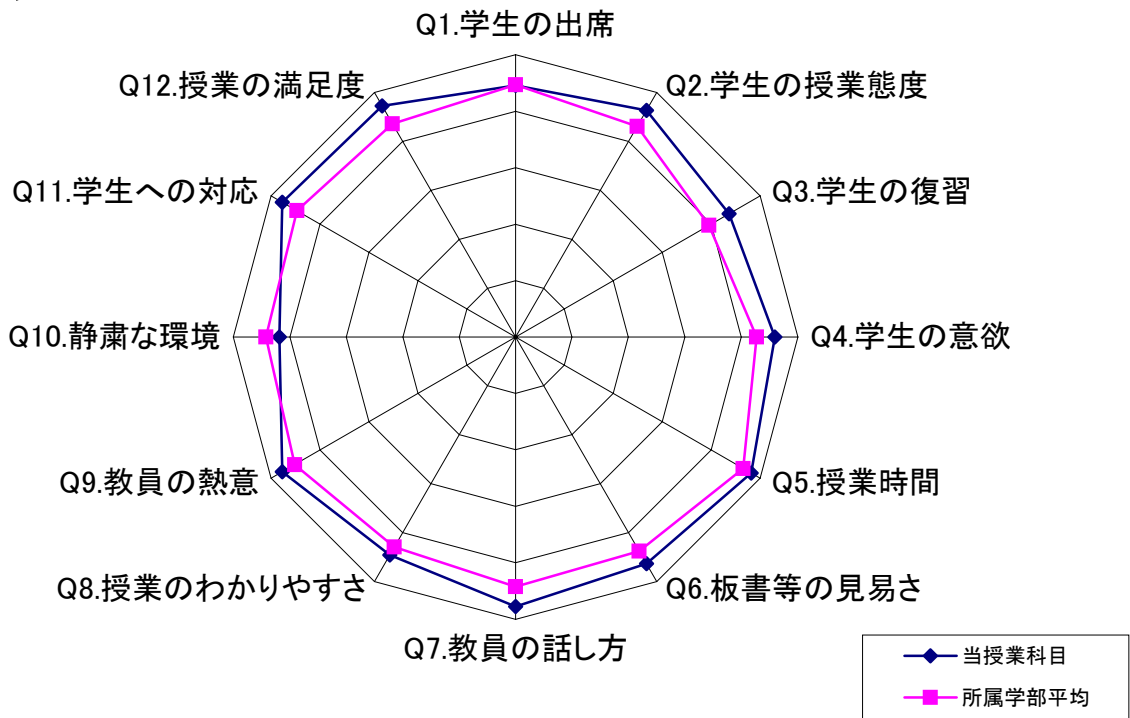 Q1.学生の出席
Q2.学生の授業態度
Q3.学生の復習
Q4.学生の意欲
Q5.授業時間
Q6.板書等の見易さ
Q7.教員の話し方
Q8.授業のわかりやすさ
Q9.教員の熱意
Q10.静粛な環境
Q11.学生への対応
Q12.授業の満足度
当授業科目
所属学部平均